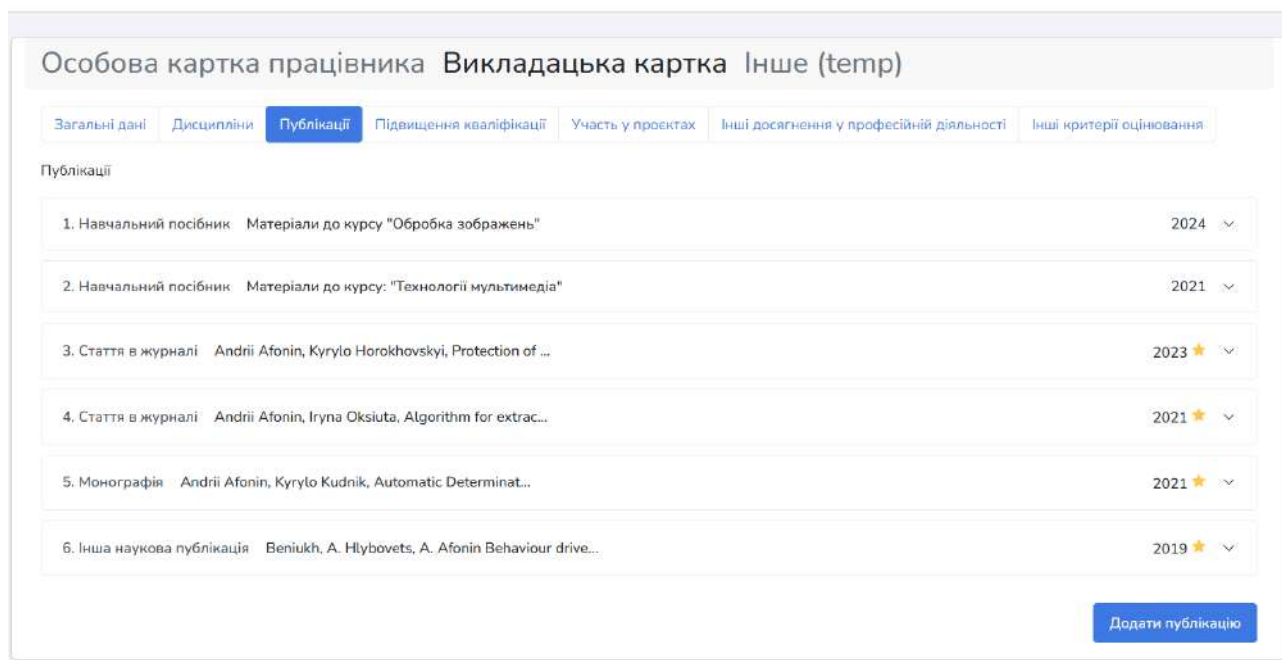 Особова картка працівника Викладацька картка Інше (temp)
Загальні дані Дисципліни Публікації Підвищення кваліфікації Участь у проєктах Інші досягнення у професійній діяльності Інші критерії оцінювання
Публікації
1. Навчальний посібник Матеріали до курсу "Обробка зображень" 2024
2. Навчальний посібник Матеріали до курсу: "Технології мультимедіа" 2021
3. Стаття в журналі Andrii Afonin, Kyrylo Horokhovskyi, Protection of ... 2023
4. Стаття в журналі Andrii Afonin, Iryna Oksiuta, Algorithm for extrac... 2021
5. Монографія Andrii Afonin, Kyrylo Kudnik, Automatic Determinat... 2021
6. Інша наукова публікація Beniukh, A. Hlybovets, A. Afonin Behaviour drive... 2019
Додати публікацію